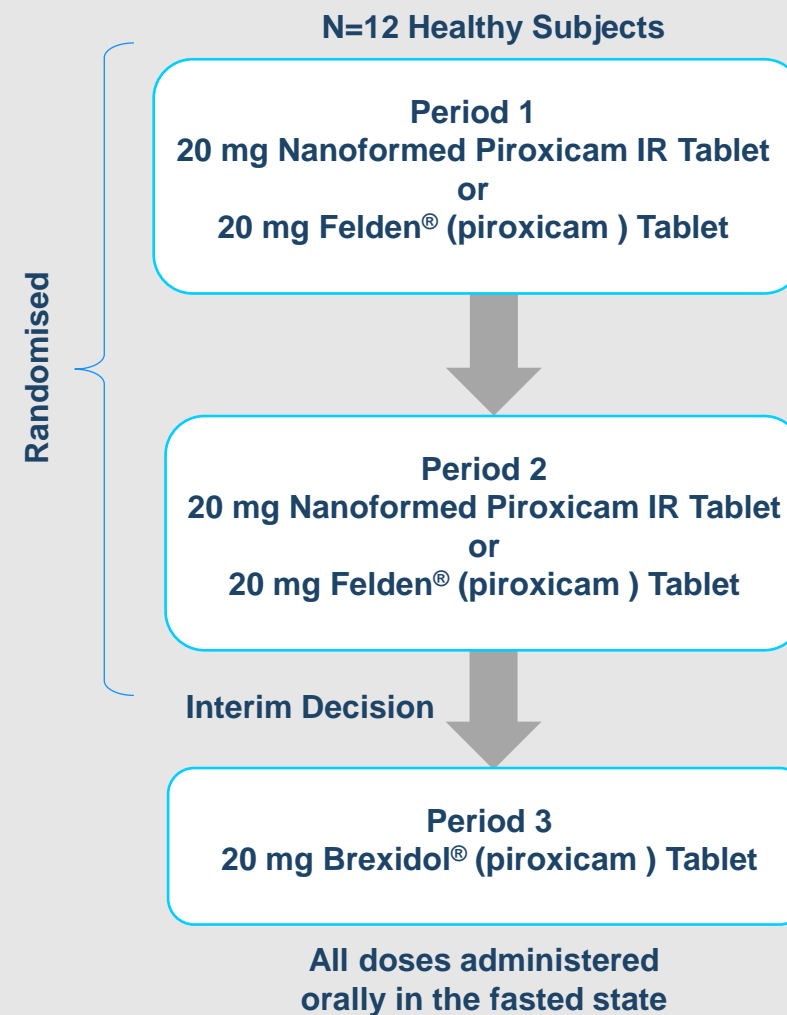 N=12 Healthy Subjects
Period 1
20 mg Nanoformed Piroxicam IR Tablet
or
20 mg Felden® (piroxicam ) Tablet
Randomised
Period 2
20 mg Nanoformed Piroxicam IR Tablet
or
20 mg Felden® (piroxicam ) Tablet
Interim Decision
Period 3
20 mg Brexidol® (piroxicam ) Tablet
All doses administered
orally in the fasted state